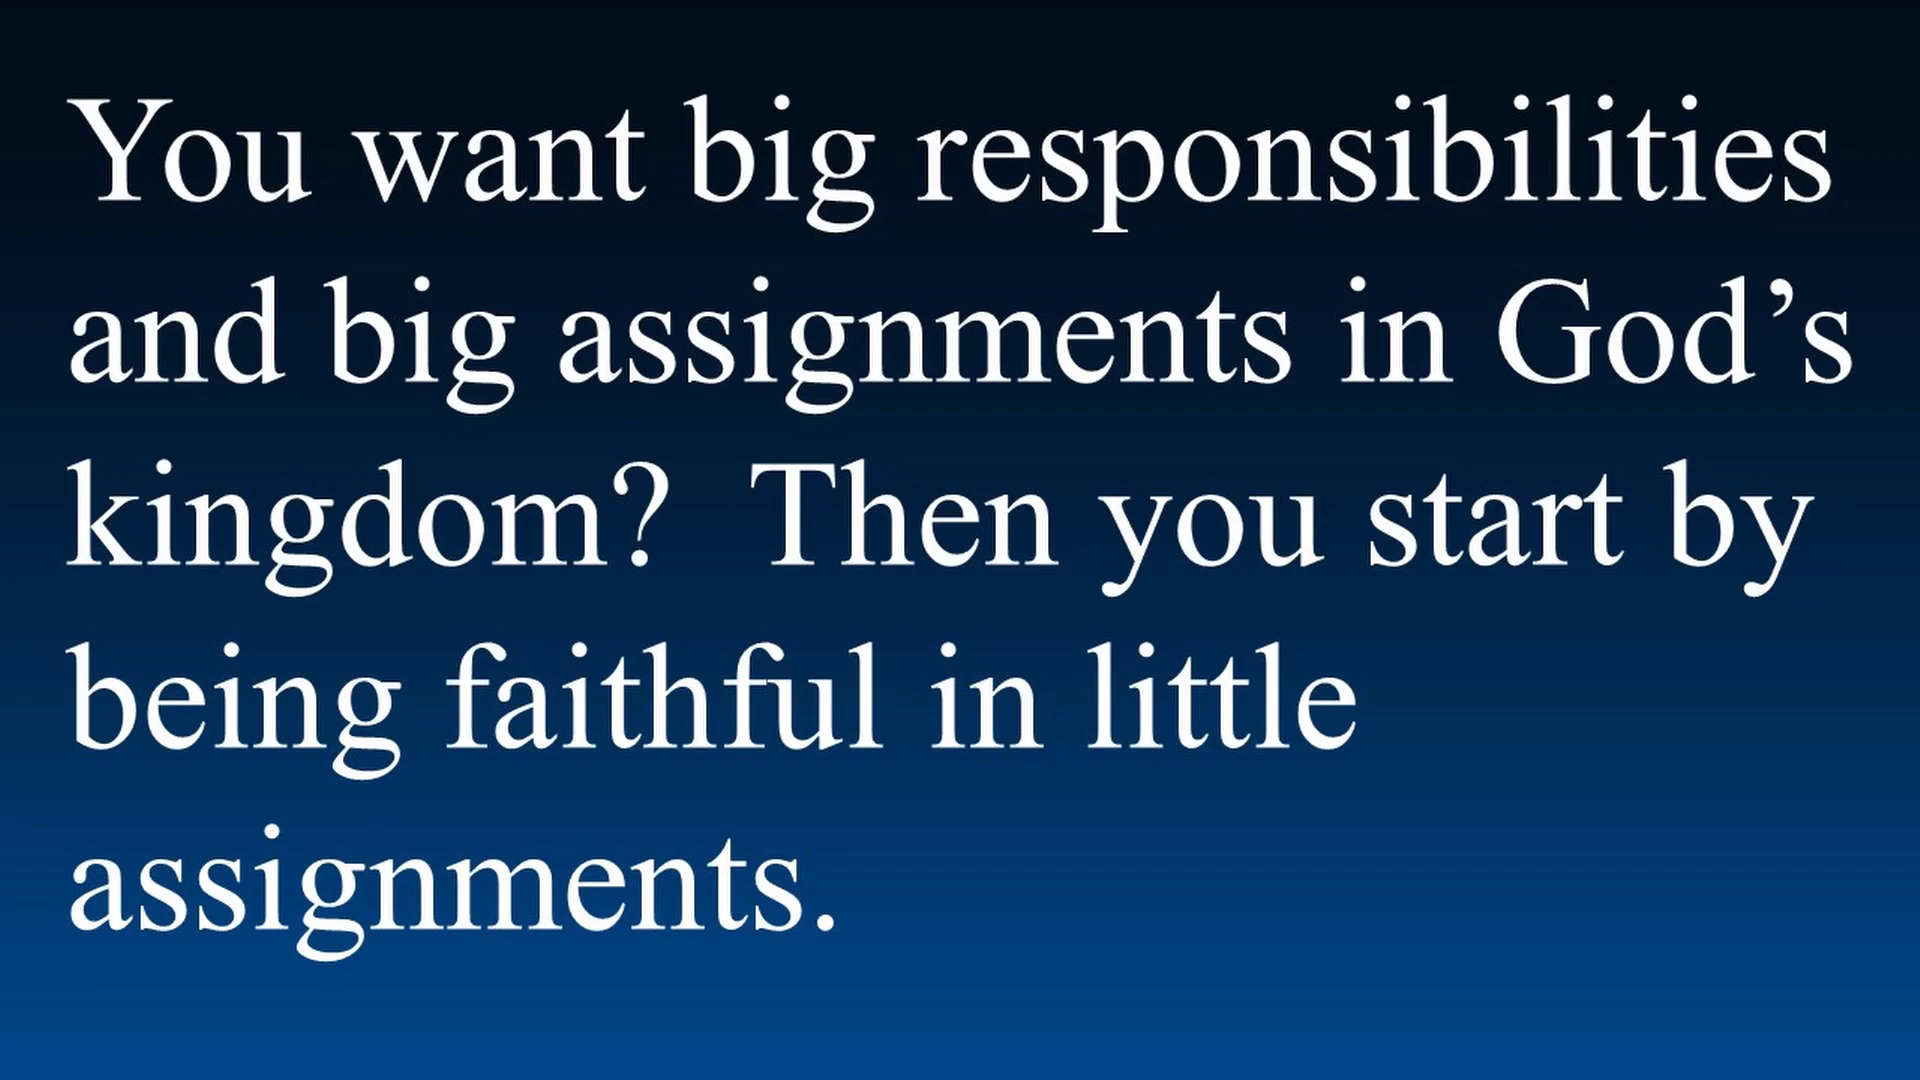 You want big responsibilities
and big assignments in God’s
kingdom?  Then you start by
being faithful in little
assignments.